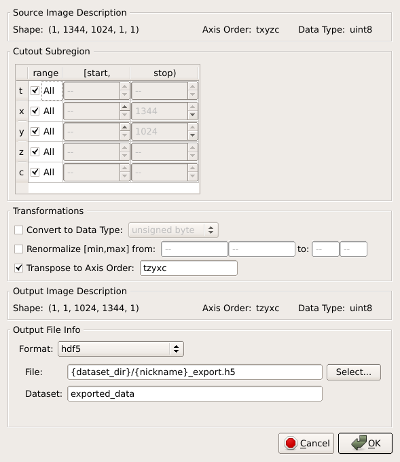 Source Image Description
Shape: (1, 1344, 1024, 1, 1) Axis Order: txyzc Data Type: uint8
Cutout Subregion
range [start, stop)
t All -- --
x All -- 1344
y All -- 1024
z All -- --
c All -- --
Transformations
Convert to Data Type: unsigned byte
Renormalize [min,max] from: -- -- to: -- --
Transpose to Axis Order: tzyxc
Output Image Description
Shape: (1, 1, 1024, 1344, 1) Axis Order: tzyxc Data Type: uint8
Output File Info
Format: hdf5
File: {dataset_dir}/{nickname}_export.h5 Select...
Dataset: exported_data
Cancel OK